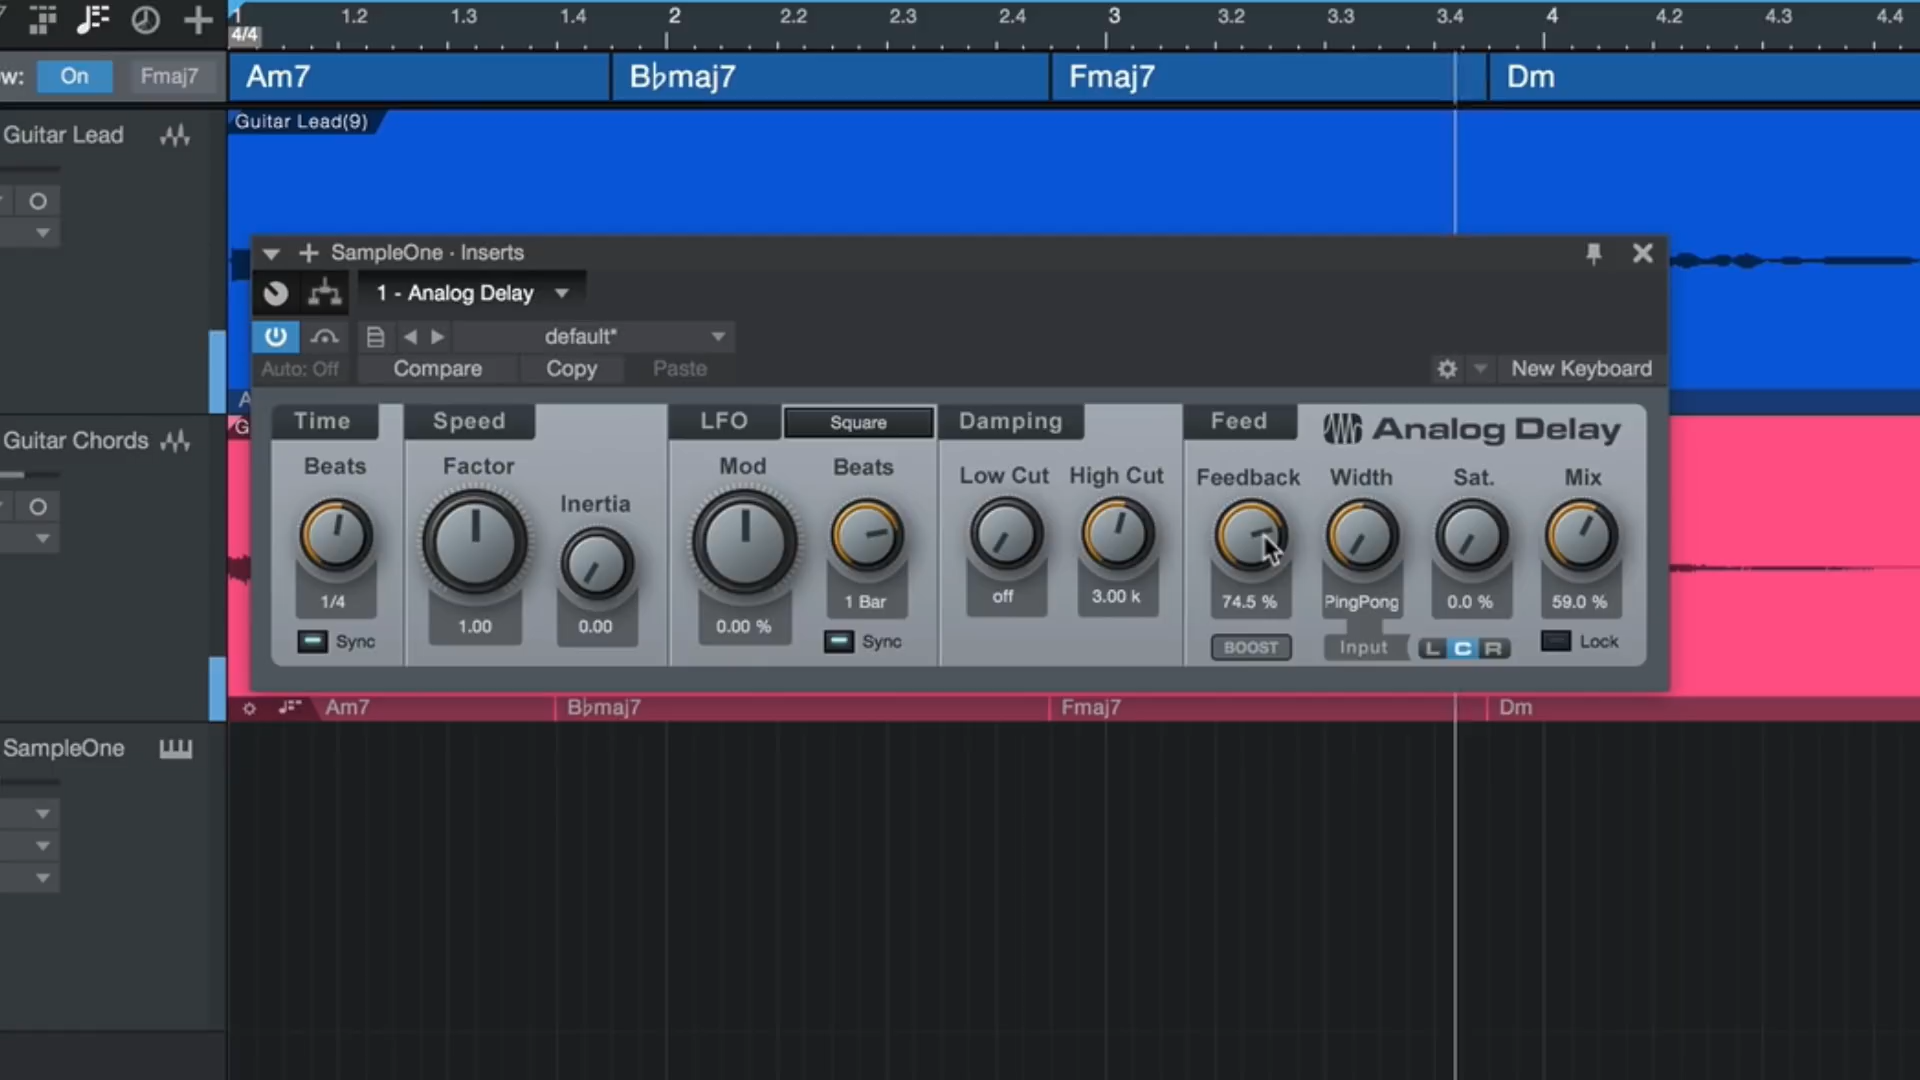 1 1.2 1.3 1.4 2 2.2 2.3 2.4 3 3.2 3.3 3.4 4 4.2 4.3 4.4
4/4
w: On Fmaj7 Am7 B♭maj7 Fmaj7 Dm
Guitar Lead Guitar Lead(9)
SampleOne · Inserts
1 - Analog Delay
default*
Auto: Off Compare Copy Paste New Keyboard
A
Time Speed LFO Square Damping Feed Analog Delay
Guitar Chords G
Beats Factor Inertia Mod Beats Low Cut High Cut Feedback Width Sat. Mix
1/4 1.00 0.00 0.00 % 1 Bar off 3.00 k 74.5 % PingPong 0.0 % 59.0 %
Sync Sync BOOST Input L C R Lock
Am7 B♭maj7 Fmaj7 Dm
SampleOne